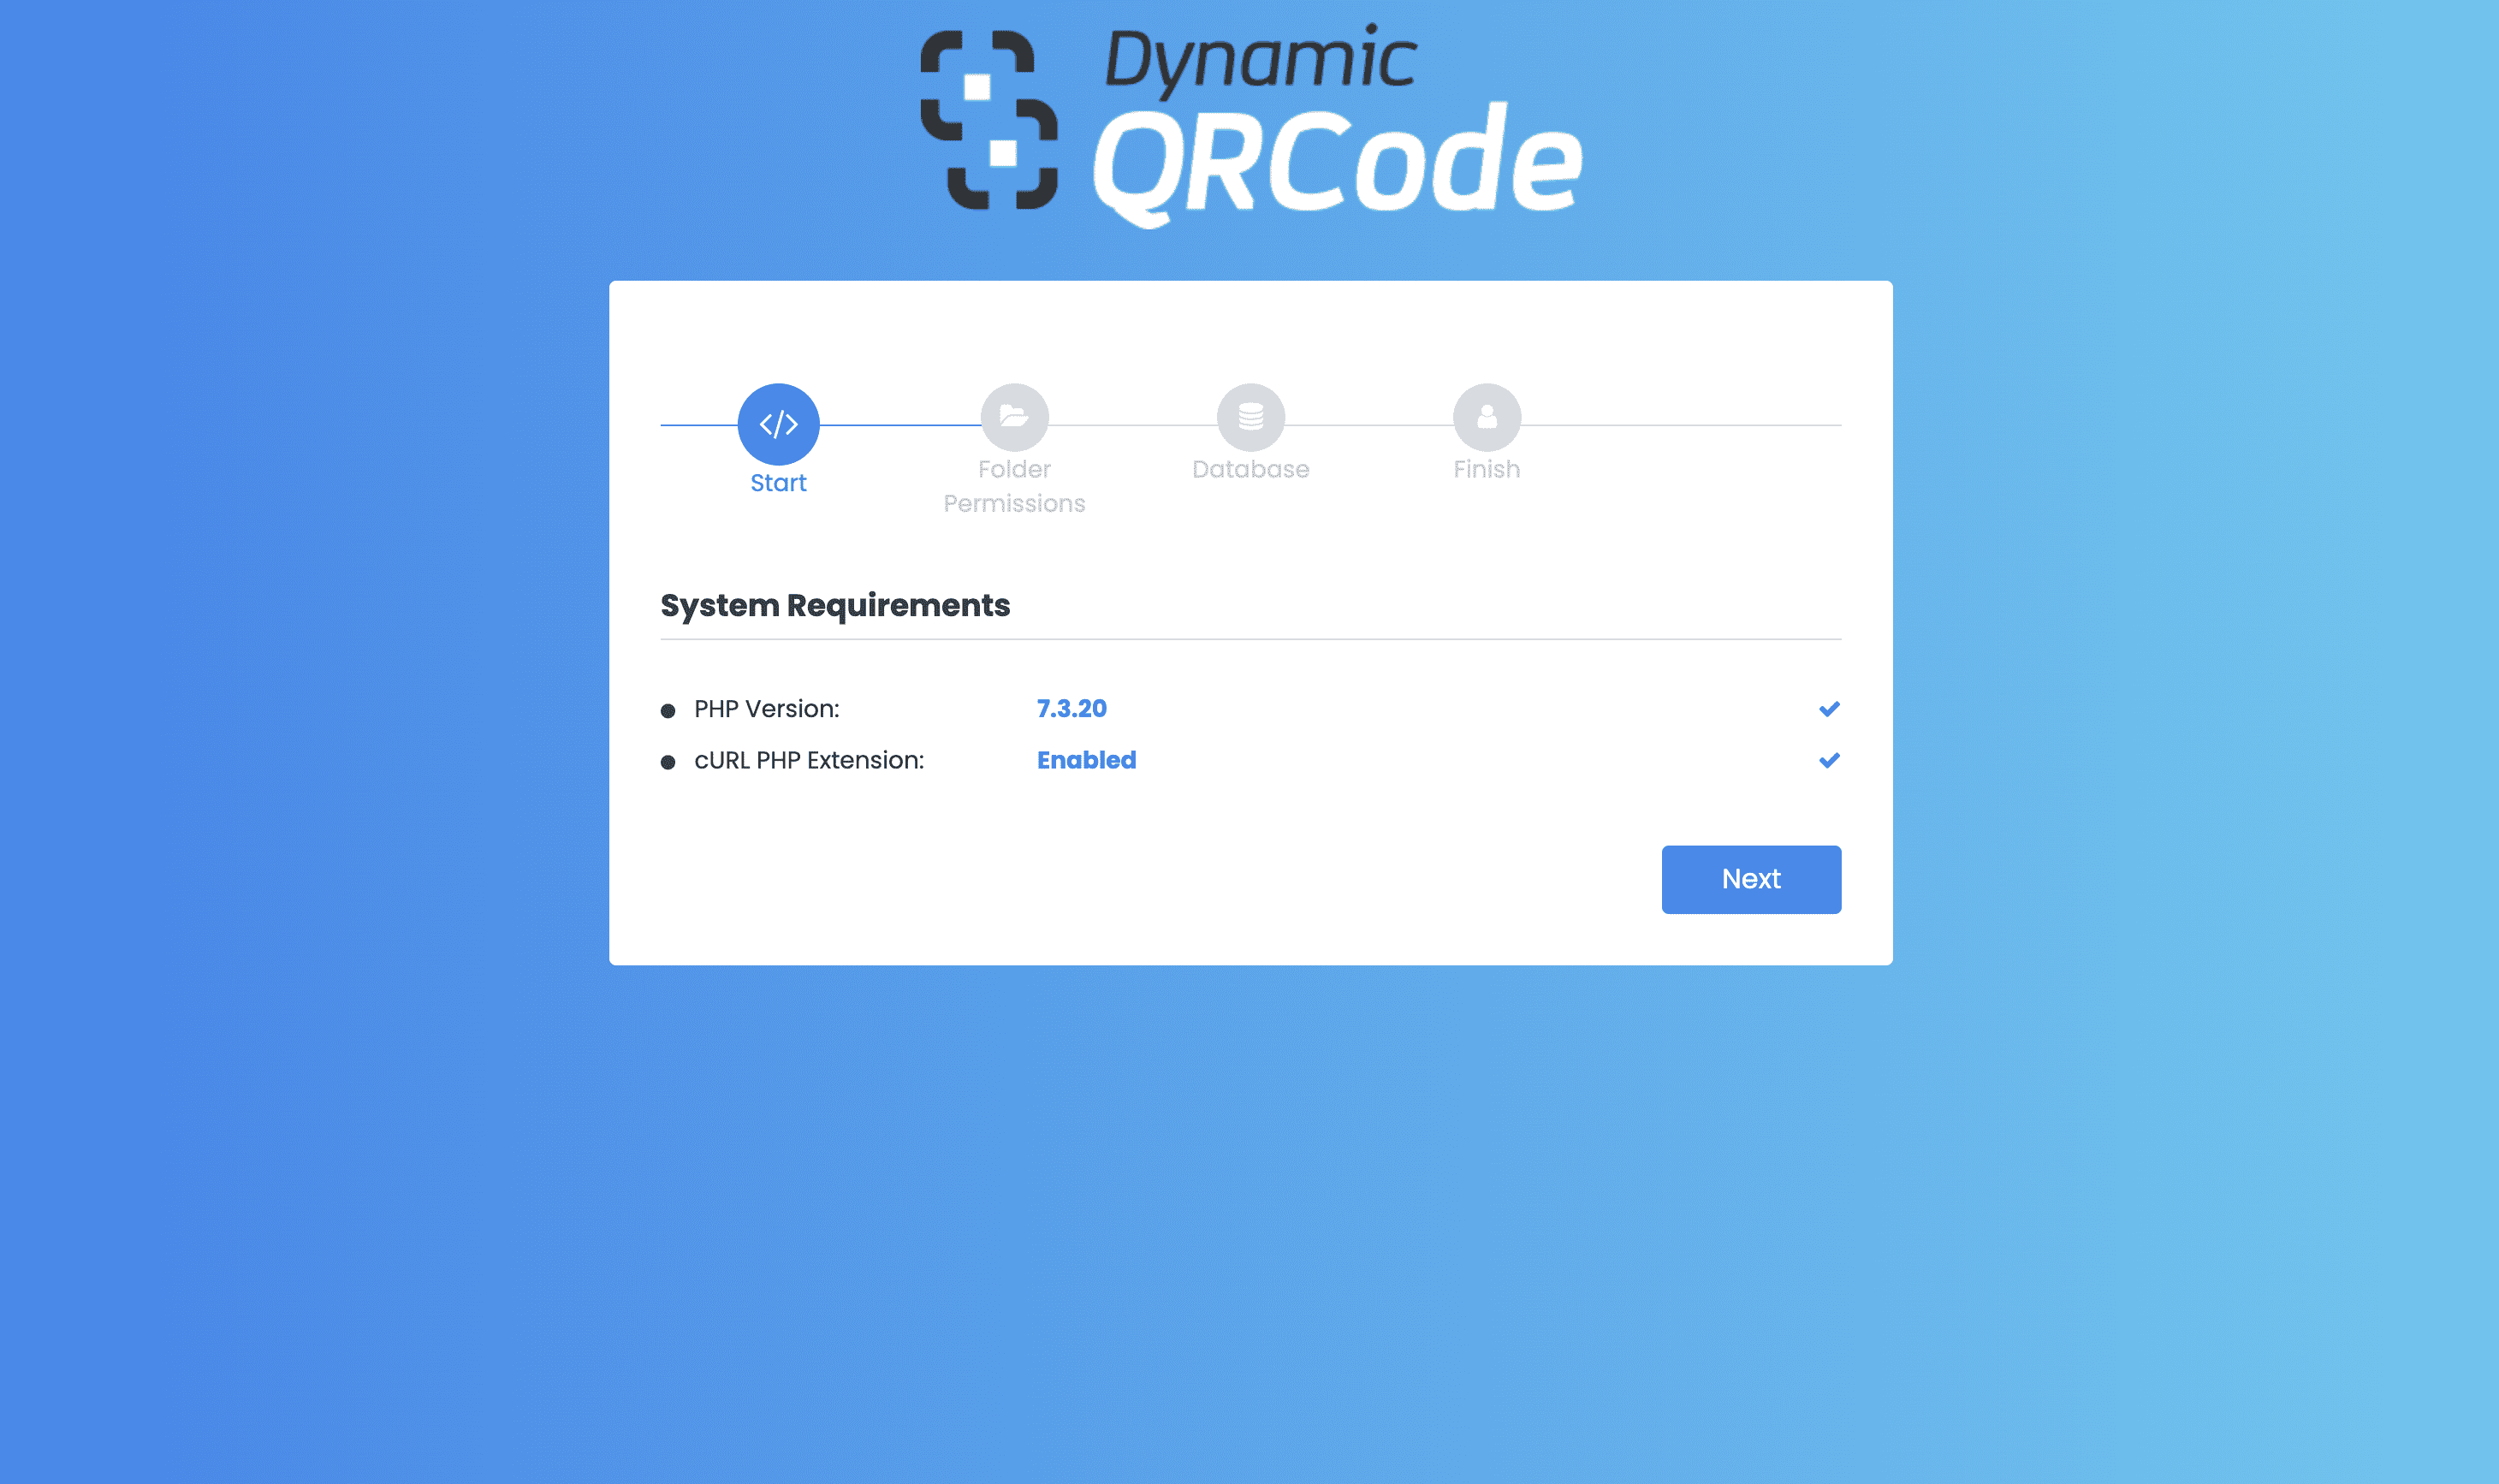 Dynamic
QRCode
Start
Folder
Permissions
Database
Finish
System Requirements
PHP Version: 7.3.20
cURL PHP Extension: Enabled
Next